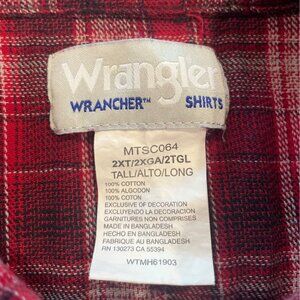 Wrangler
WRANCHER™ SHIRTS
MTSC064
2XT/2XGA/2TGL
TALL/ALTO/LONG
100% COTTON
100% ALGODON
100% COTON
EXCLUSIVE OF DECORATION
EXCLUYENDO LA DECORACION
GARNITURES NON COMPRISES
MADE IN BANGLADESH
HECHO EN BANGLADESH
FABRIQUE AU BANGLADESH
RN 130273 CA 55394
WTMH61903